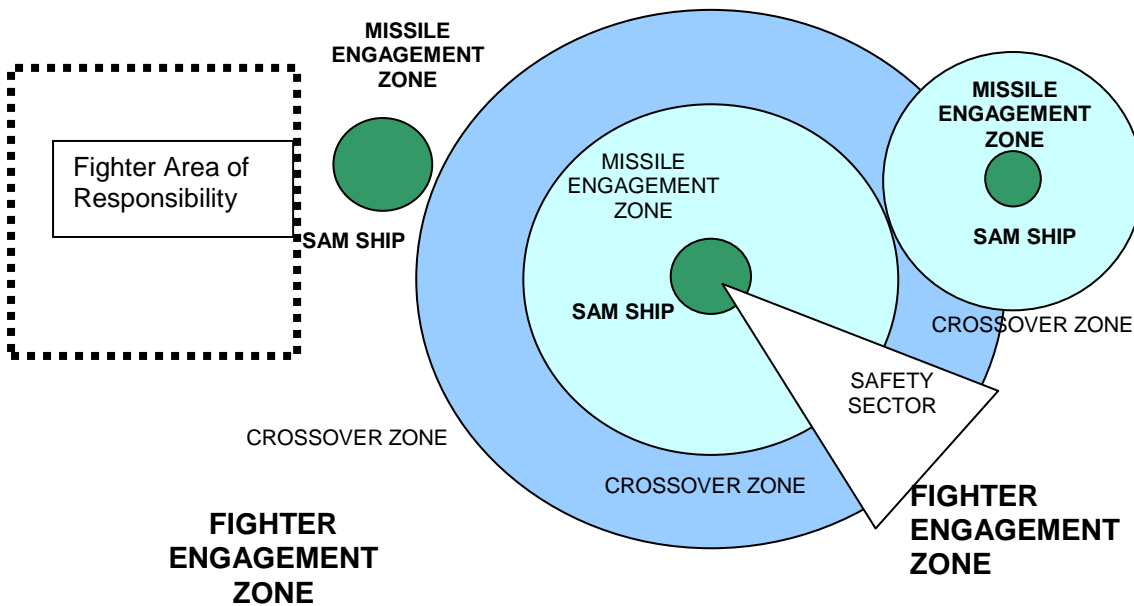 MISSILE
ENGAGEMENT
ZONE
Fighter Area of
Responsibility
SAM SHIP
MISSILE
ENGAGEMENT
ZONE
SAM SHIP
MISSILE
ENGAGEMENT
ZONE
SAM SHIP
CROSSOVER ZONE
SAFETY
SECTOR
CROSSOVER ZONE
CROSSOVER ZONE
FIGHTER
ENGAGEMENT
ZONE
FIGHTER
ENGAGEMENT
ZONE